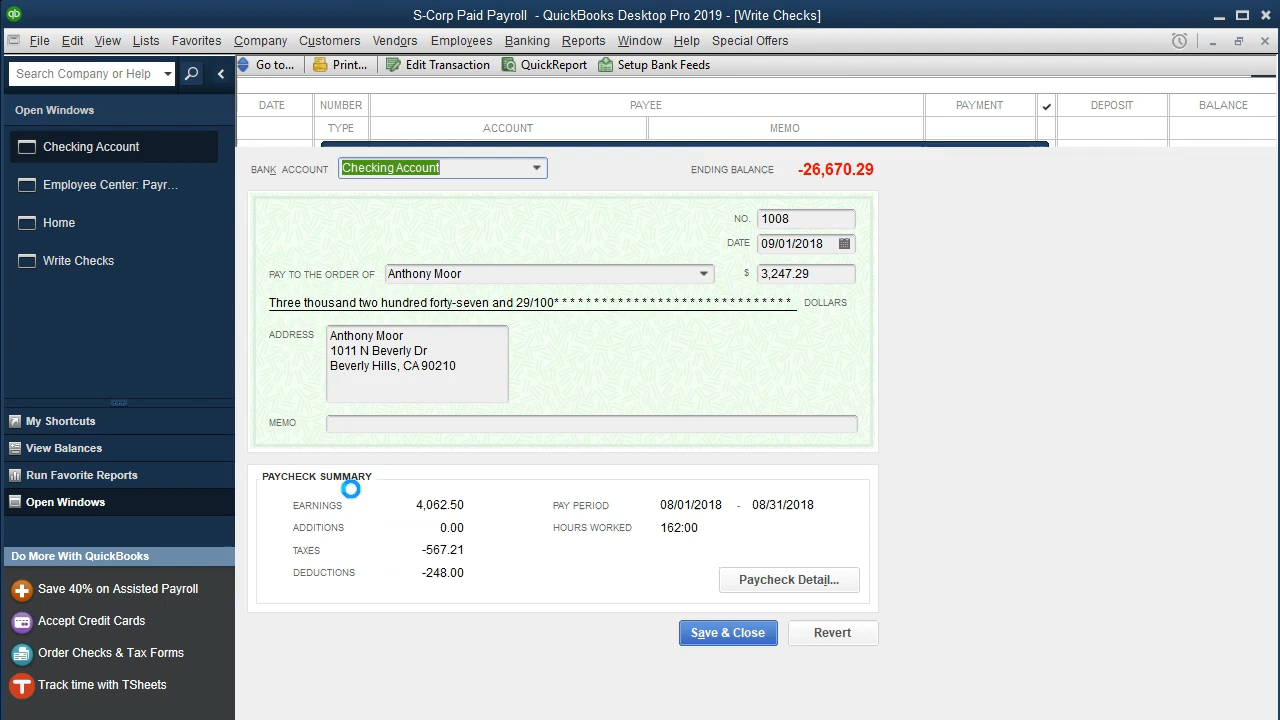 S-Corp Paid Payroll - QuickBooks Desktop Pro 2019 - [Write Checks]
File Edit View Lists Favorites Company Customers Vendors Employees Banking Reports Window Help Special Offers
Search Company or Help
Go to... Print... Edit Transaction QuickReport Setup Bank Feeds
Open Windows
DATE NUMBER PAYEE PAYMENT ✓ DEPOSIT BALANCE
TYPE ACCOUNT MEMO
Checking Account
Employee Center: Payr...
Home
Write Checks
My Shortcuts
View Balances
Run Favorite Reports
Open Windows
Do More With QuickBooks
Save 40% on Assisted Payroll
Accept Credit Cards
Order Checks & Tax Forms
Track time with TSheets
BANK ACCOUNT Checking Account ENDING BALANCE -26,670.29
NO. 1008
DATE 09/01/2018
PAY TO THE ORDER OF Anthony Moor $ 3,247.29
Three thousand two hundred forty-seven and 29/100* * * * * * * * * * * * * * * * * * * * * * * * * * * * DOLLARS
ADDRESS Anthony Moor
1011 N Beverly Dr
Beverly Hills, CA 90210
MEMO
PAYCHECK SUMMARY
EARNINGS 4,062.50 PAY PERIOD 08/01/2018 - 08/31/2018
ADDITIONS 0.00 HOURS WORKED 162:00
TAXES -567.21
DEDUCTIONS -248.00
Paycheck Detail...
Save & Close Revert